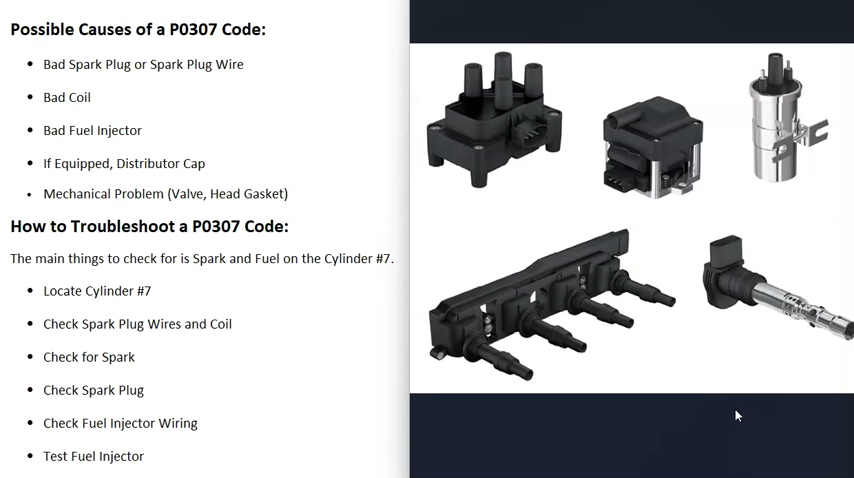 Possible Causes of a P0307 Code:
• Bad Spark Plug or Spark Plug Wire
• Bad Coil
• Bad Fuel Injector
• If Equipped, Distributor Cap
• Mechanical Problem (Valve, Head Gasket)
How to Troubleshoot a P0307 Code:
The main things to check for is Spark and Fuel on the Cylinder #7.
• Locate Cylinder #7
• Check Spark Plug Wires and Coil
• Check for Spark
• Check Spark Plug
• Check Fuel Injector Wiring
• Test Fuel Injector